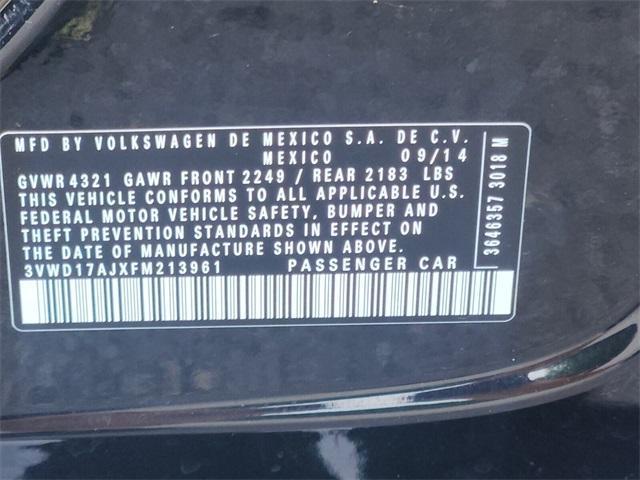 MFD BY VOLKSWAGEN DE MEXICO S.A. DE C.V.
MEXICO 09/14
GVWR 4321 GAWR FRONT 2249 / REAR 2183 LBS
THIS VEHICLE CONFORMS TO ALL APPLICABLE U.S.
FEDERAL MOTOR VEHICLE SAFETY, BUMPER AND
THEFT PREVENTION STANDARDS IN EFFECT ON
THE DATE OF MANUFACTURE SHOWN ABOVE.
3VWD17AJXFM213961 PASSENGER CAR
3646357 3018 M